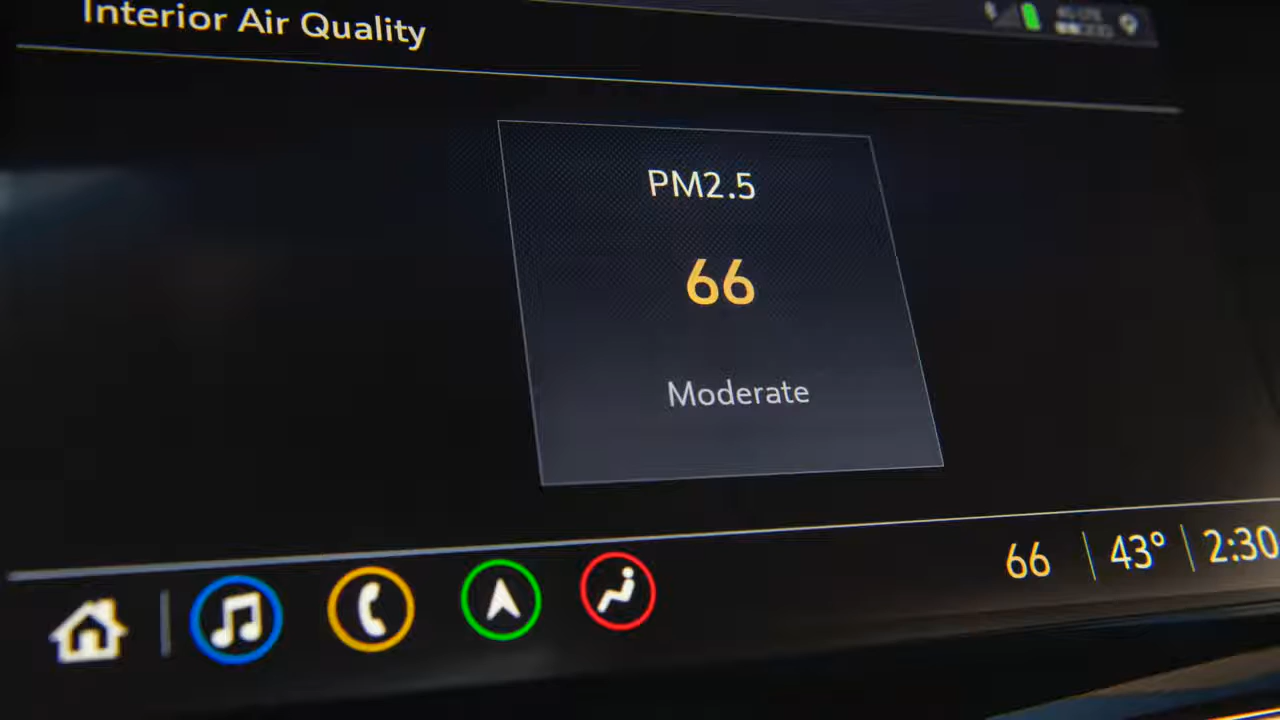 Interior Air Quality
PM2.5
66
Moderate
66 43° 2:30